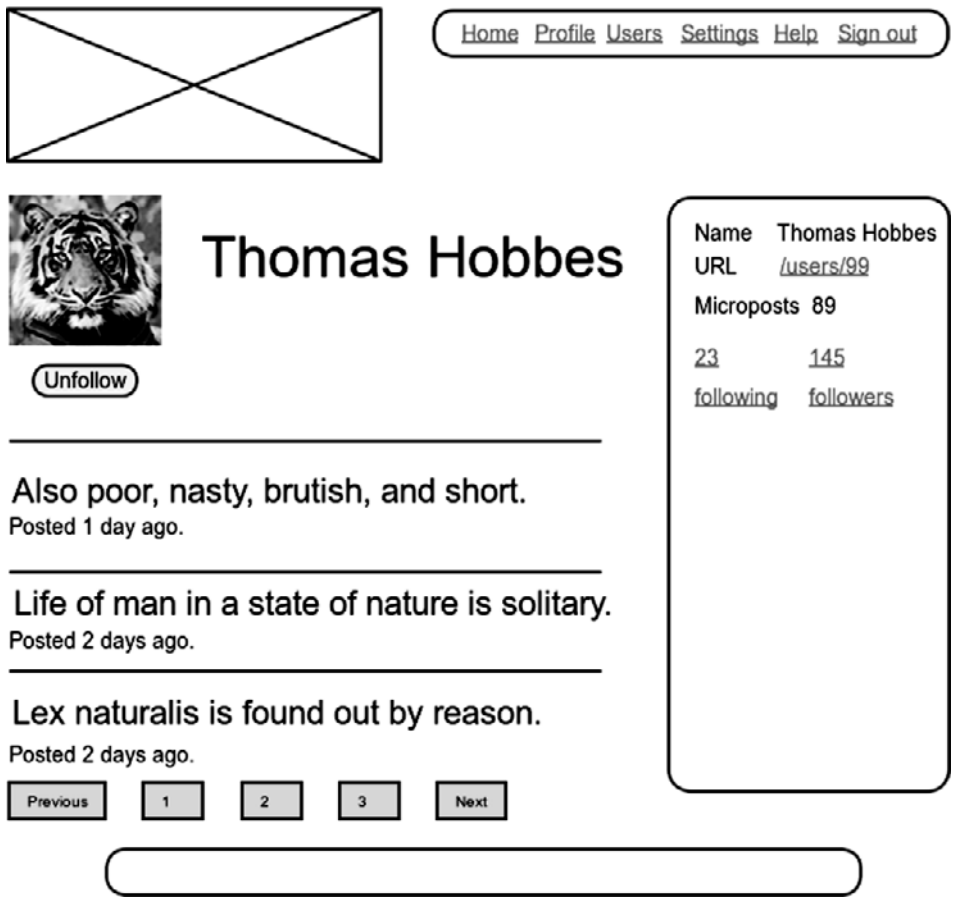 Home Profile Users Settings Help Sign out
Thomas Hobbes
Unfollow
Name Thomas Hobbes
URL /users/99
Microposts 89
23 145
following followers
Also poor, nasty, brutish, and short.
Posted 1 day ago.
Life of man in a state of nature is solitary.
Posted 2 days ago.
Lex naturalis is found out by reason.
Posted 2 days ago.
Previous 1 2 3 Next